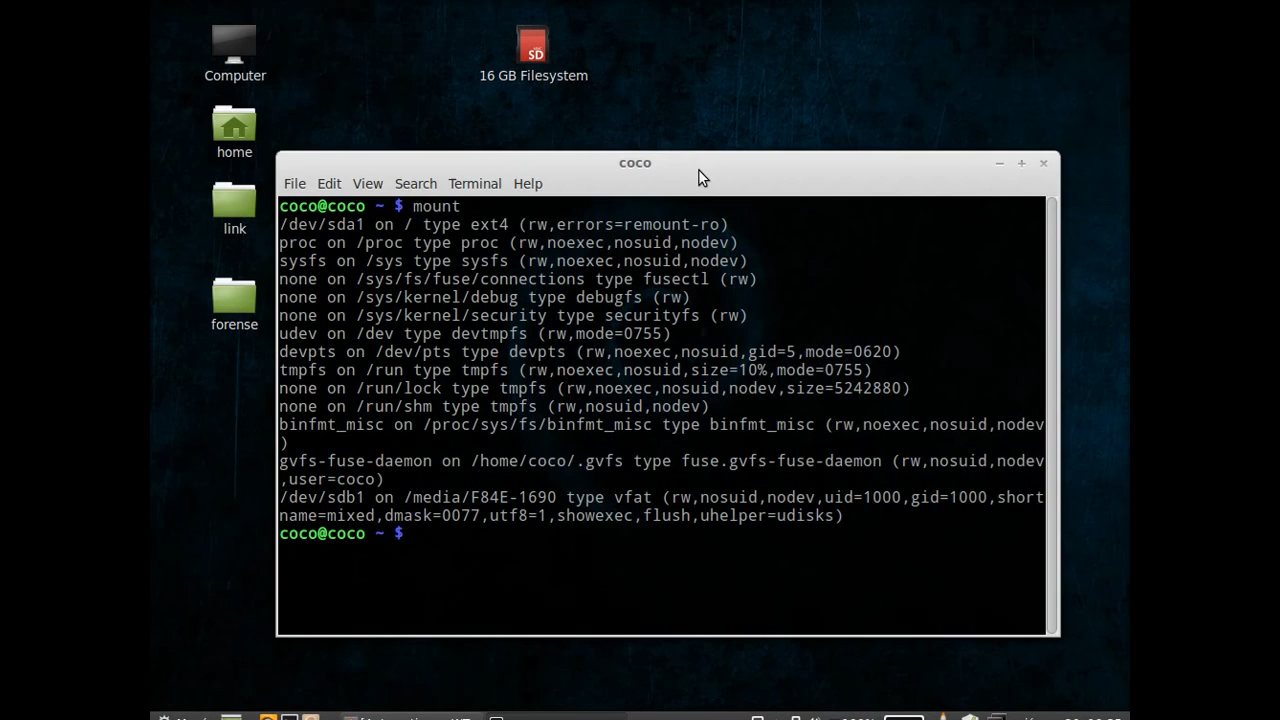 Computer
SD
16 GB Filesystem
home
link
forense
coco
File Edit View Search Terminal Help
coco@coco ~ $ mount
/dev/sda1 on / type ext4 (rw,errors=remount-ro)
proc on /proc type proc (rw,noexec,nosuid,nodev)
sysfs on /sys type sysfs (rw,noexec,nosuid,nodev)
none on /sys/fs/fuse/connections type fusectl (rw)
none on /sys/kernel/debug type debugfs (rw)
none on /sys/kernel/security type securityfs (rw)
udev on /dev type devtmpfs (rw,mode=0755)
devpts on /dev/pts type devpts (rw,noexec,nosuid,gid=5,mode=0620)
tmpfs on /run type tmpfs (rw,noexec,nosuid,size=10%,mode=0755)
none on /run/lock type tmpfs (rw,noexec,nosuid,nodev,size=5242880)
none on /run/shm type tmpfs (rw,nosuid,nodev)
binfmt_misc on /proc/sys/fs/binfmt_misc type binfmt_misc (rw,noexec,nosuid,nodev
)
gvfs-fuse-daemon on /home/coco/.gvfs type fuse.gvfs-fuse-daemon (rw,nosuid,nodev
,user=coco)
/dev/sdb1 on /media/F84E-1690 type vfat (rw,nosuid,nodev,uid=1000,gid=1000,short
name=mixed,dmask=0077,utf8=1,showexec,flush,uhelper=udisks)
coco@coco ~ $